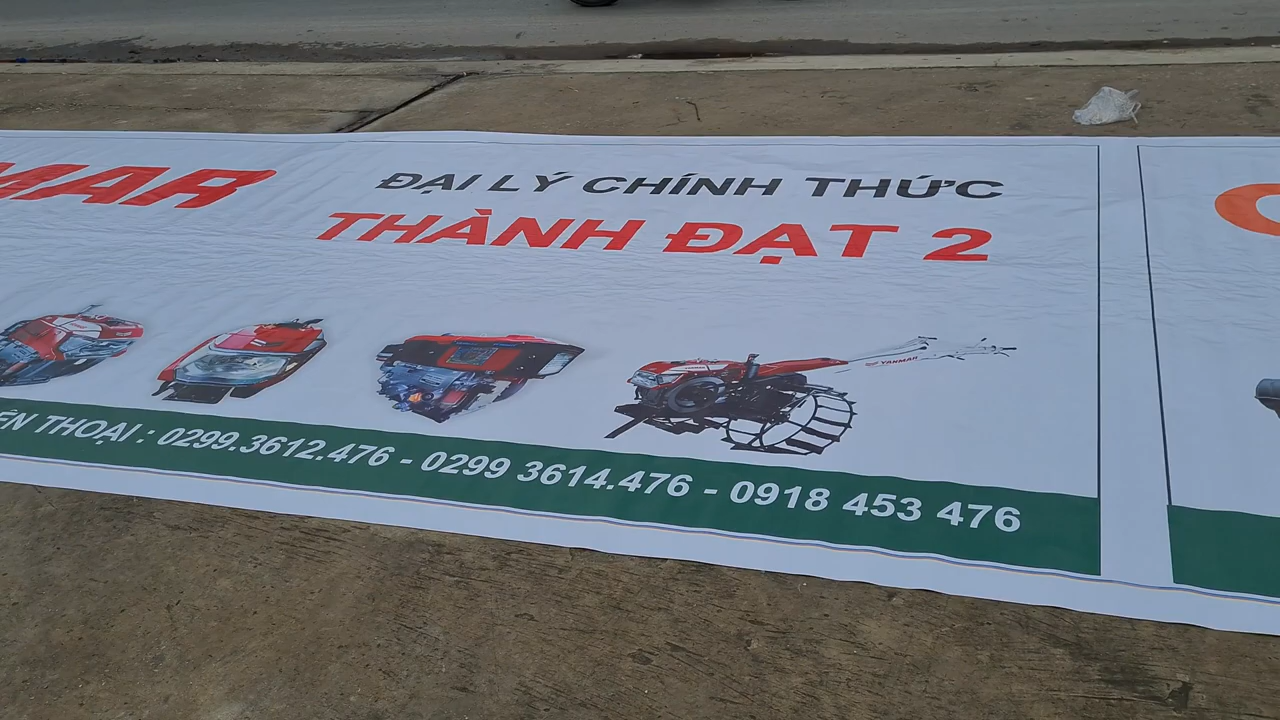 MAR
ĐẠI LÝ CHÍNH THỨC
THÀNH ĐẠT 2
YANMAR
ỆN THOẠI : 0299.3612.476 - 0299 3614.476 - 0918 453 476